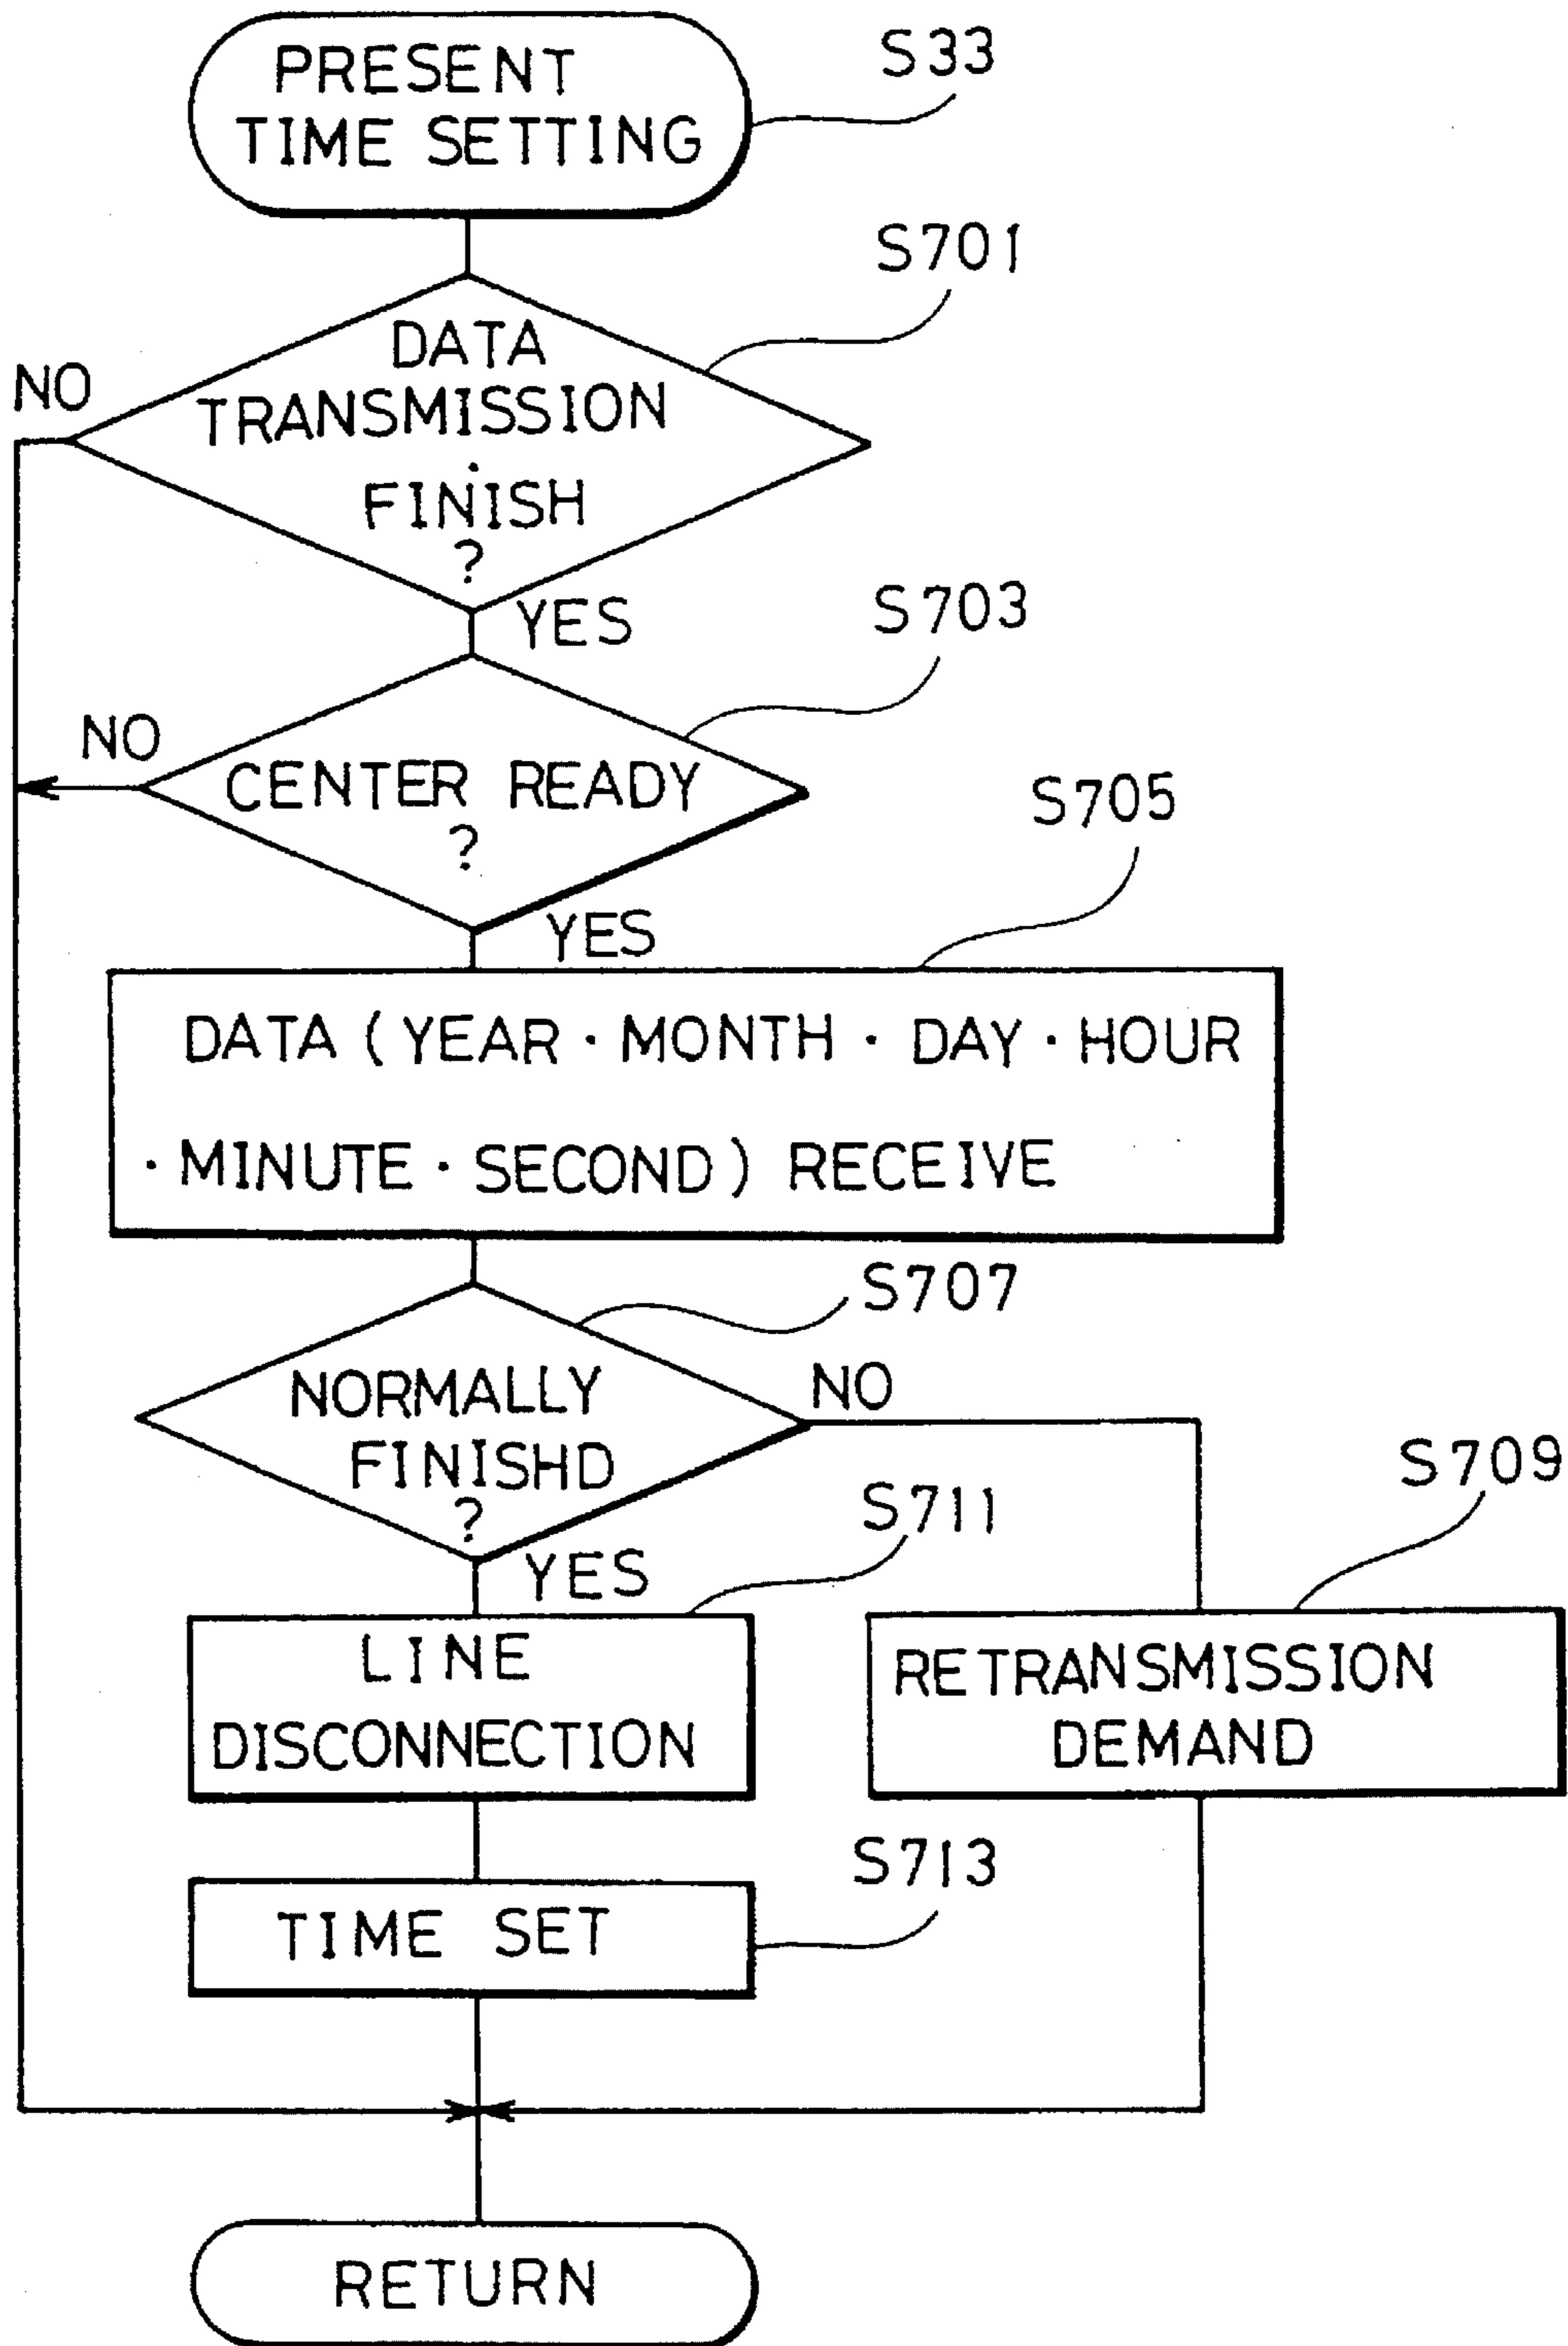 PRESENT
TIME SETTING
S33
S701
DATA
TRANSMISSION
FINISH
?
NO
YES
S703
NO
CENTER READY
?
YES
S705
DATA (YEAR · MONTH · DAY · HOUR
· MINUTE · SECOND) RECEIVE
S707
NORMALLY
FINISHD
?
NO
YES
S709
S711
LINE
DISCONNECTION
RETRANSMISSION
DEMAND
S713
TIME SET
RETURN